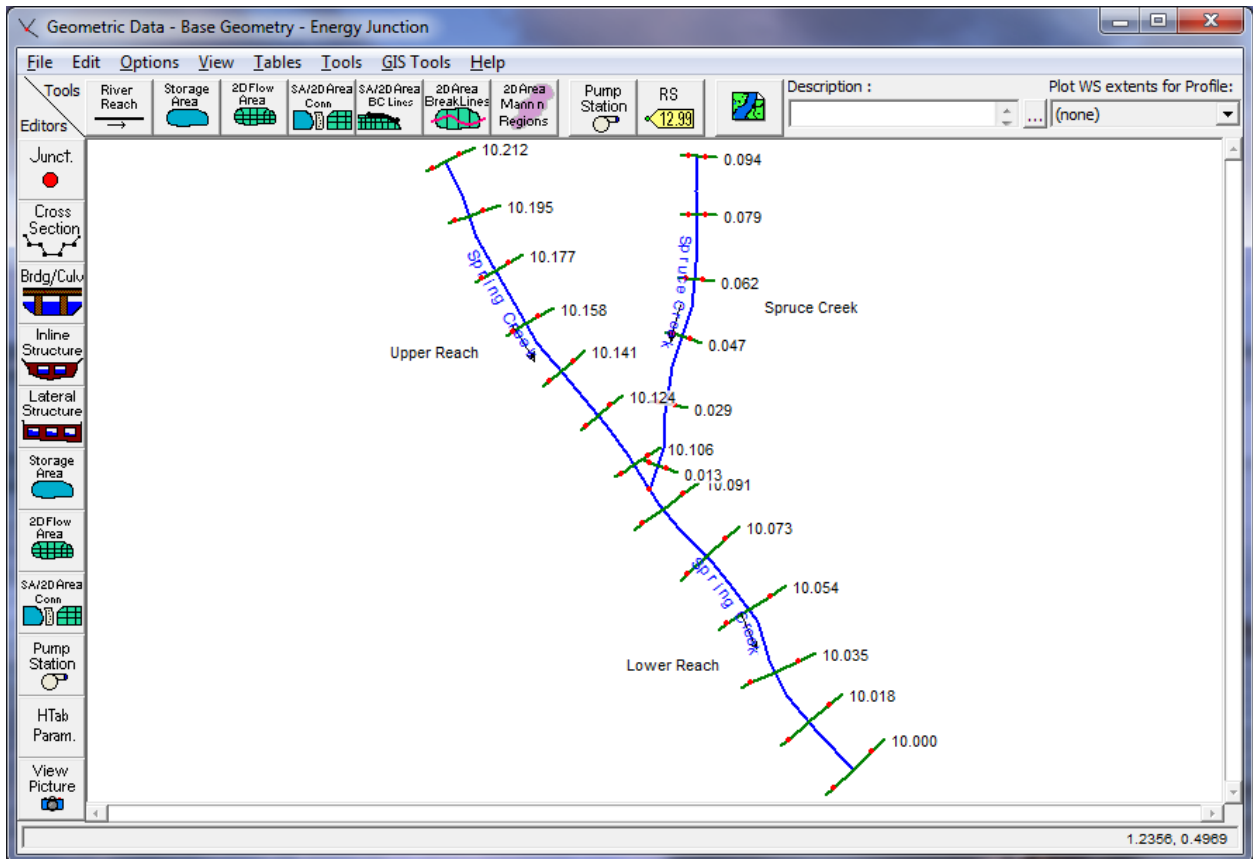 Geometric Data - Base Geometry - Energy Junction
File Edit Options View Tables Tools GIS Tools Help
Tools
Editors
River
Reach
Storage
Area
2D Flow
Area
SA/2D Area
Conn
SA/2D Area
BC Lines
2D Area
BreakLines
2D Area
Mann n
Regions
Pump
Station
RS
12.99
Description :
...
Plot WS extents for Profile:
(none)
Junct.
Cross
Section
Brdg/Culv
Inline
Structure
Lateral
Structure
Storage
Area
2D Flow
Area
SA/2D Area
Conn
Pump
Station
HTab
Param.
View
Picture
10.212
10.195
10.177
10.158
10.141
10.124
10.106
Spring Creek
Upper Reach
0.094
0.079
0.062
0.047
0.029
0.013
Spruce Creek
Spruce Creek
10.091
10.073
10.054
10.035
10.018
10.000
Spring Creek
Lower Reach
1.2356, 0.4969